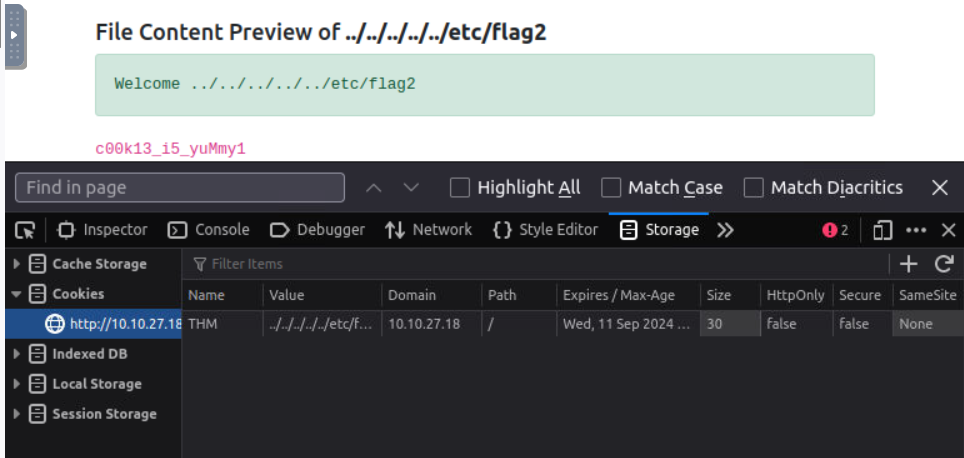 File Content Preview of ../../../../../etc/flag2
Welcome ../../../../../etc/flag2
c00k13_i5_yuMmy1
Find in page Highlight All Match Case Match Diacritics
Inspector Console Debugger Network Style Editor Storage 2
Cache Storage Filter Items
Cookies Name Value Domain Path Expires / Max-Age Size HttpOnly Secure SameSite
http://10.10.27.18 THM ../../../../../etc/f... 10.10.27.18 / Wed, 11 Sep 2024 ... 30 false false None
Indexed DB
Local Storage
Session Storage